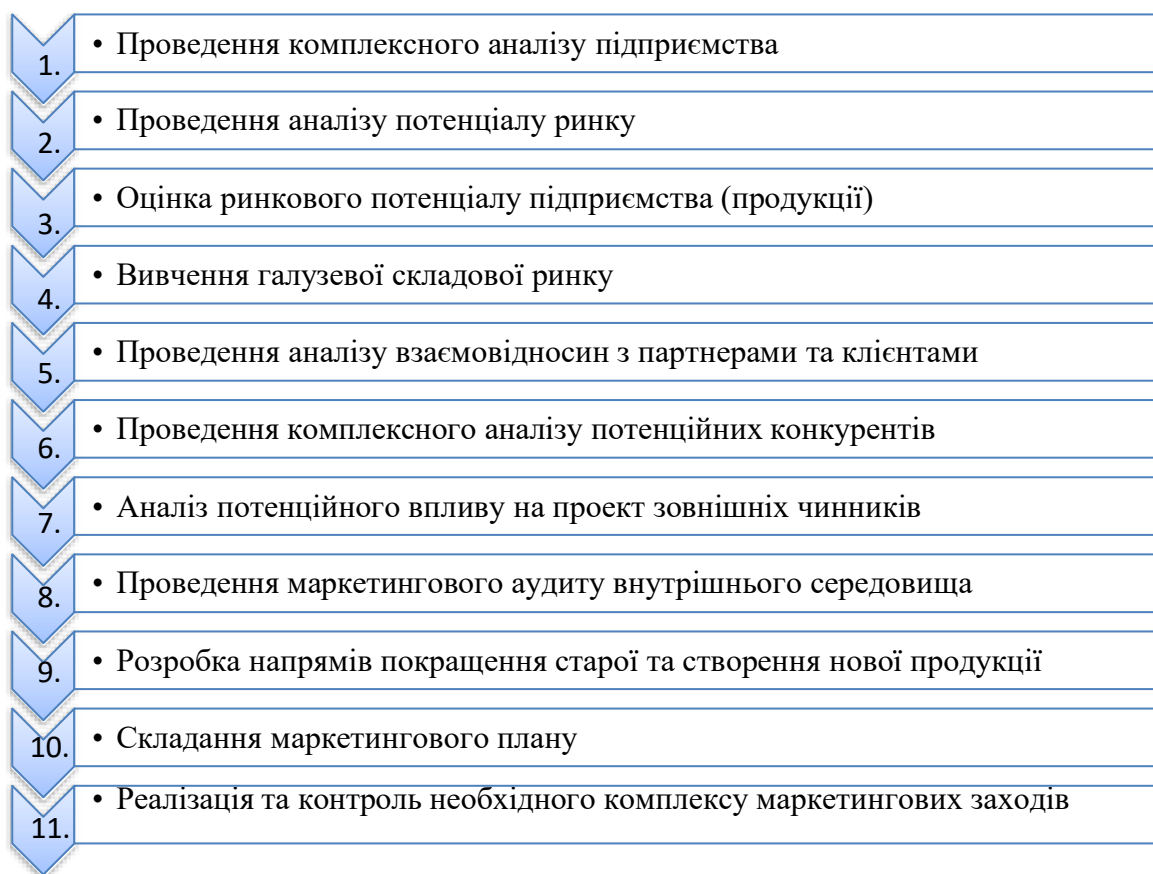 1. • Проведення комплексного аналізу підприємства
2. • Проведення аналізу потенціалу ринку
3. • Оцінка ринкового потенціалу підприємства (продукції)
4. • Вивчення галузевої складової ринку
5. • Проведення аналізу взаємовідносин з партнерами та клієнтами
6. • Проведення комплексного аналізу потенційних конкурентів
7. • Аналіз потенційного впливу на проект зовнішніх чинників
8. • Проведення маркетингового аудиту внутрішнього середовища
9. • Розробка напрямів покращення старої та створення нової продукції
10. • Складання маркетингового плану
11. • Реалізація та контроль необхідного комплексу маркетингових заходів